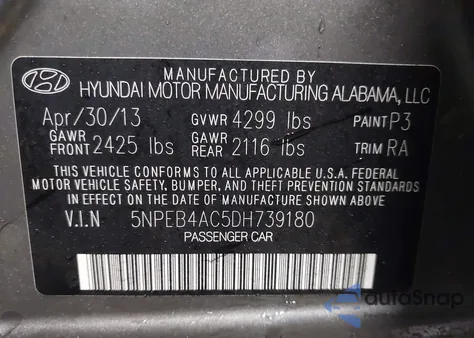 MANUFACTURED BY
HYUNDAI MOTOR MANUFACTURING ALABAMA, LLC
Apr/30/13 GVWR 4299 lbs PAINT P3
GAWR FRONT 2425 lbs GAWR REAR 2116 lbs TRIM RA
THIS VEHICLE CONFORMS TO ALL APPLICABLE U.S.A. FEDERAL
MOTOR VEHICLE SAFETY, BUMPER, AND THEFT PREVENTION STANDARDS
IN EFFECT ON THE DATE OF MANUFACTURE SHOWN ABOVE.
V.I.N 5NPEB4AC5DH739180
PASSENGER CAR
autoSnap